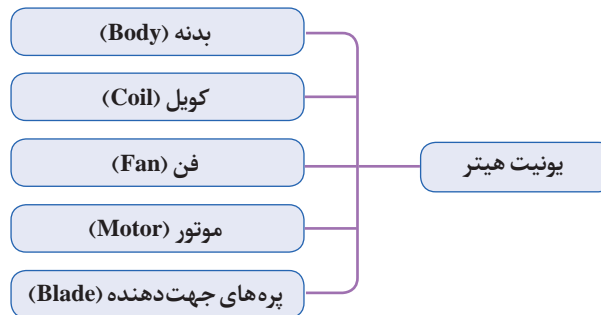 یونیت هیتر
بدنه (Body)
کویل (Coil)
فن (Fan)
موتور (Motor)
پره‌های جهت‌دهنده (Blade)